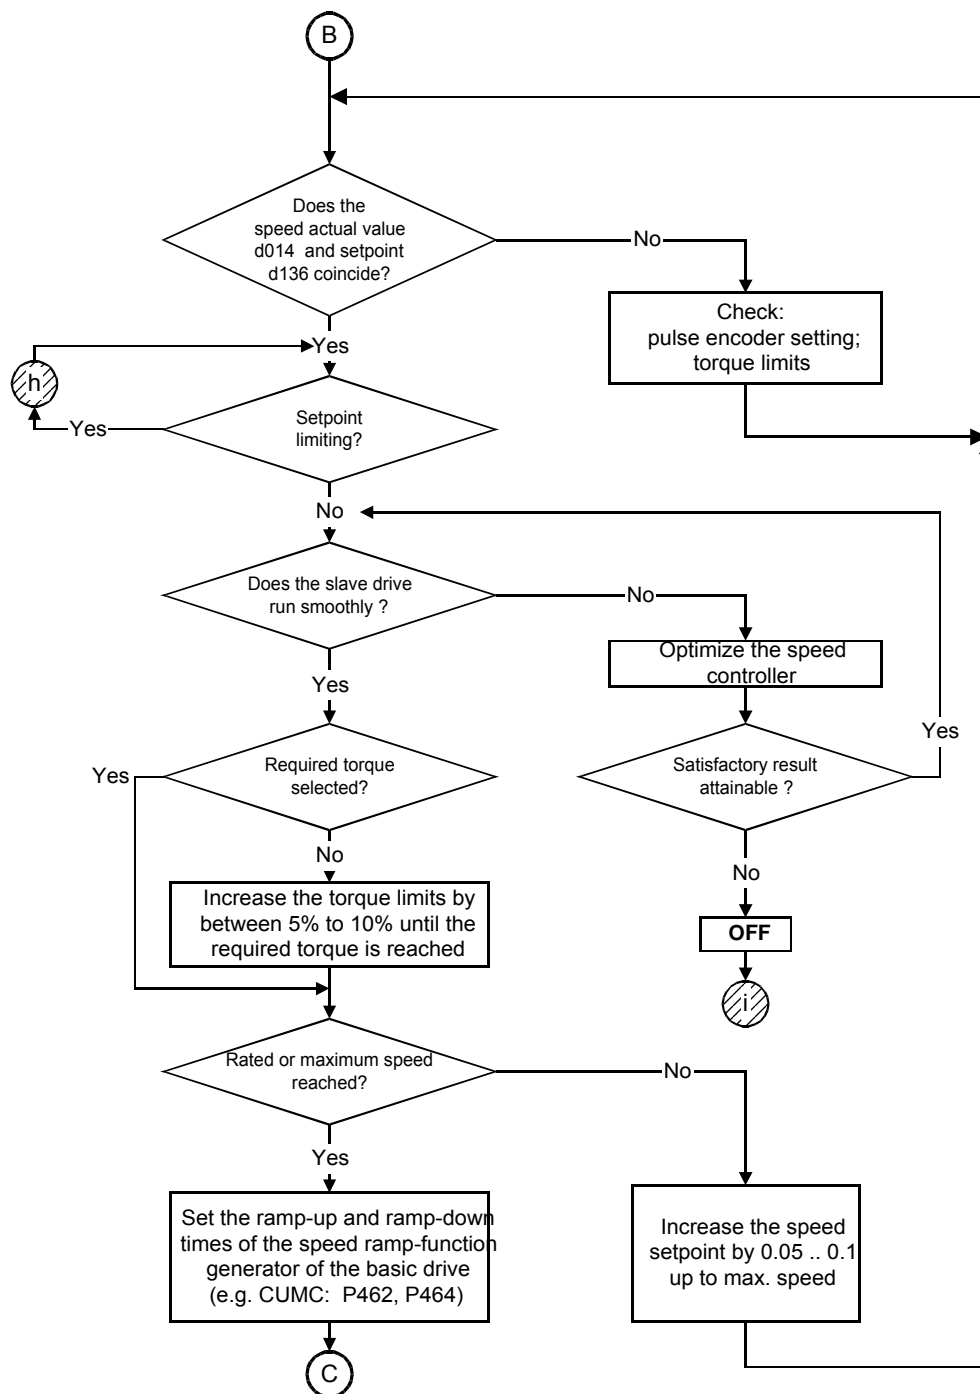 B
Does the
speed actual value
d014 and setpoint
d136 coincide?
No
Check:
pulse encoder setting;
torque limits
Yes
h
Yes
Setpoint
limiting?
No
Does the slave drive
run smoothly ?
No
Optimize the speed
controller
Yes
Yes
Required torque
selected?
Satisfactory result
attainable ?
Yes
No
No
Increase the torque limits by
between 5% to 10% until the
required torque is reached
OFF
i
Rated or maximum speed
reached?
No
Yes
Set the ramp-up and ramp-down
times of the speed ramp-function
generator of the basic drive
(e.g. CUMC: P462, P464)
Increase the speed
setpoint by 0.05 .. 0.1
up to max. speed
C